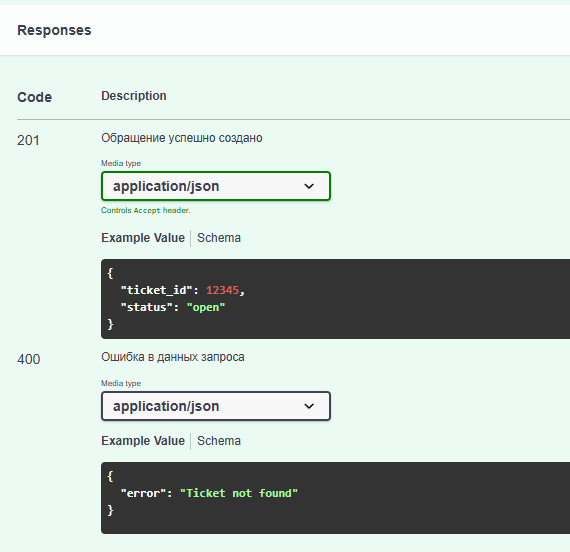 Responses
Code Description
201 Обращение успешно создано
Media type
application/json
Controls Accept header.
Example Value Schema
{
"ticket_id": 12345,
"status": "open"
}
400 Ошибка в данных запроса
Media type
application/json
Example Value Schema
{
"error": "Ticket not found"
}